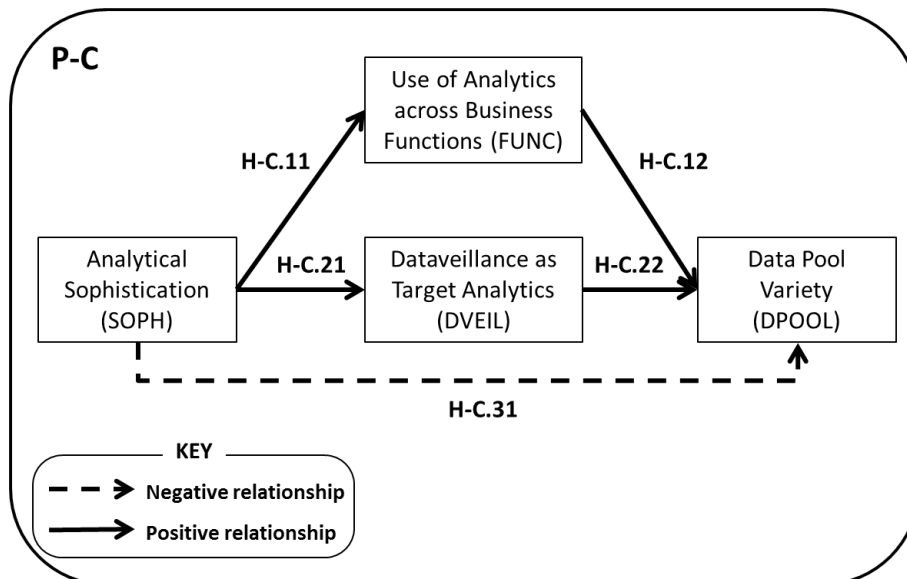 P-C
Use of Analytics
across Business
Functions (FUNC)
H-C.11
H-C.12
Analytical
Sophistication
(SOPH)
H-C.21
Dataveillance as
Target Analytics
(DVEIL)
H-C.22
Data Pool
Variety
(DPOOL)
H-C.31
KEY
Negative relationship
Positive relationship